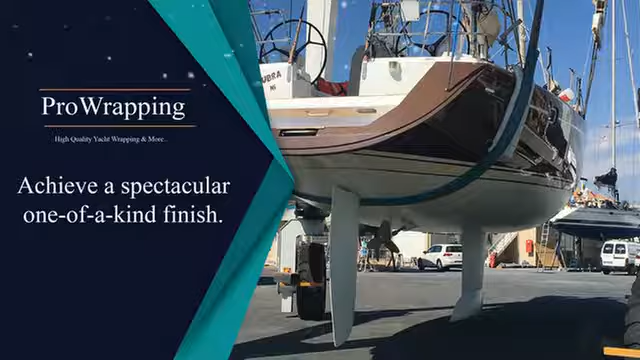 ProWrapping
High Quality Yacht Wrapping & More..
Achieve a spectacular
one-of-a-kind finish.